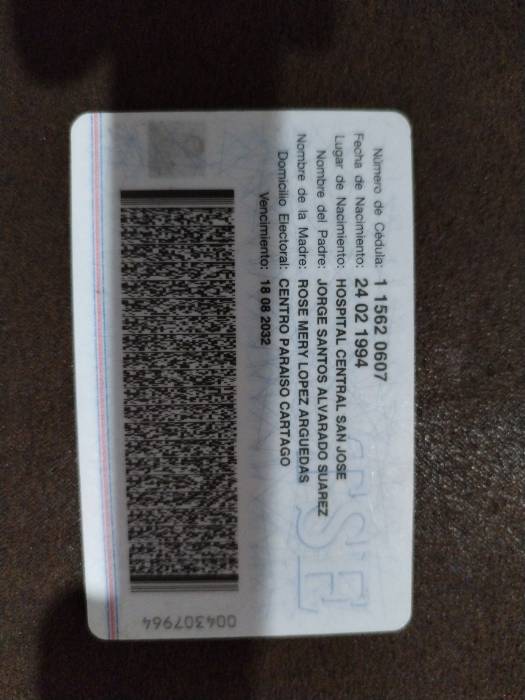 Número de Cédula: 1 1562 0607
Fecha de Nacimiento: 24 02 1994
Lugar de Nacimiento: HOSPITAL CENTRAL SAN JOSE
Nombre del Padre: JORGE SANTOS ALVARADO SUAREZ
Nombre de la Madre: ROSE MERY LOPEZ ARGUEDAS
Domicilio Electoral: CENTRO PARAISO CARTAGO
Vencimiento: 18 08 2032
TSE
004307964